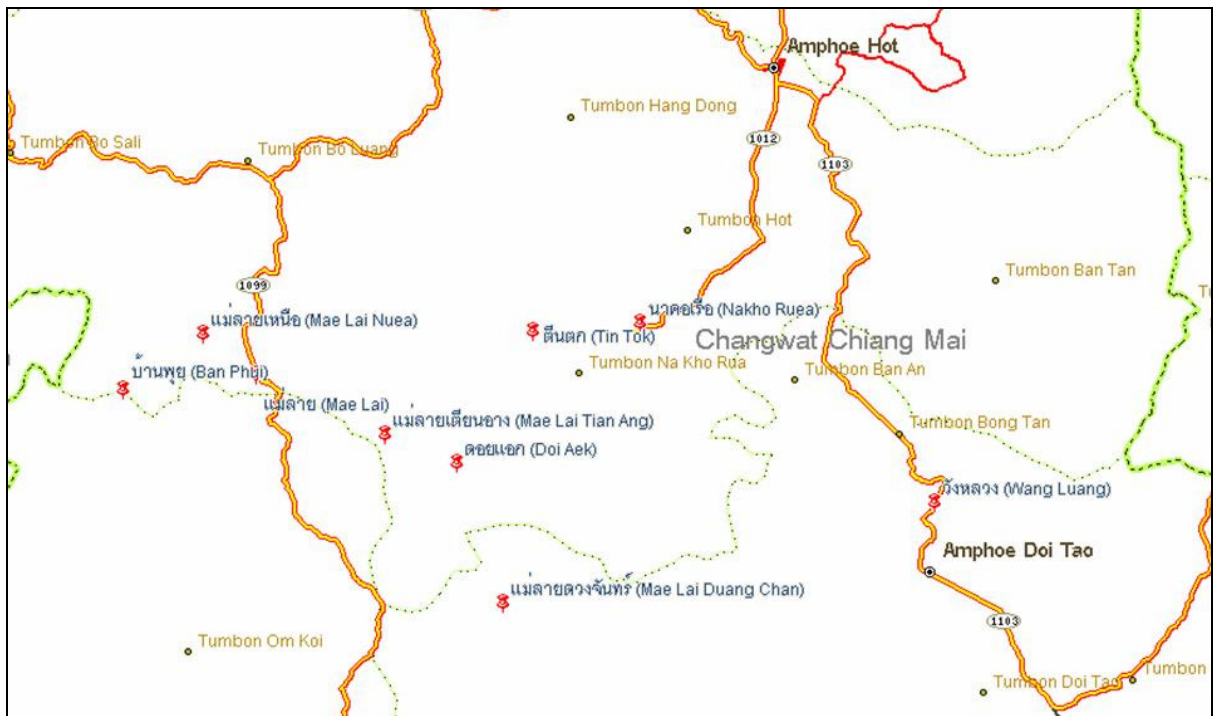 Amphoe Hot
Tumbon Hang Dong
1012
Tumbon Bo Sali
Tumbon Bo Luang
1103
Tumbon Hot
Tumbon Ban Tan
1099
แม่ลายเหนือ (Mae Lai Nuea)
นาคอเรือ (Nakho Ruea)
ตีนตก (Tin Tok)
Changwat Chiang Mai
บ้านพุย (Ban Phui)
Tumbon Na Kho Rua
Tumbon Ban An
แม่ลาย (Mae Lai)
แม่ลายเตียนอาง (Mae Lai Tian Ang)
Tumbon Bong Tan
ดอยแอก (Doi Aek)
วังหลวง (Wang Luang)
Amphoe Doi Tao
แม่ลายดวงจันทร์ (Mae Lai Duang Chan)
1103
Tumbon Om Koi
Tumbon Doi Tao
Tumbon